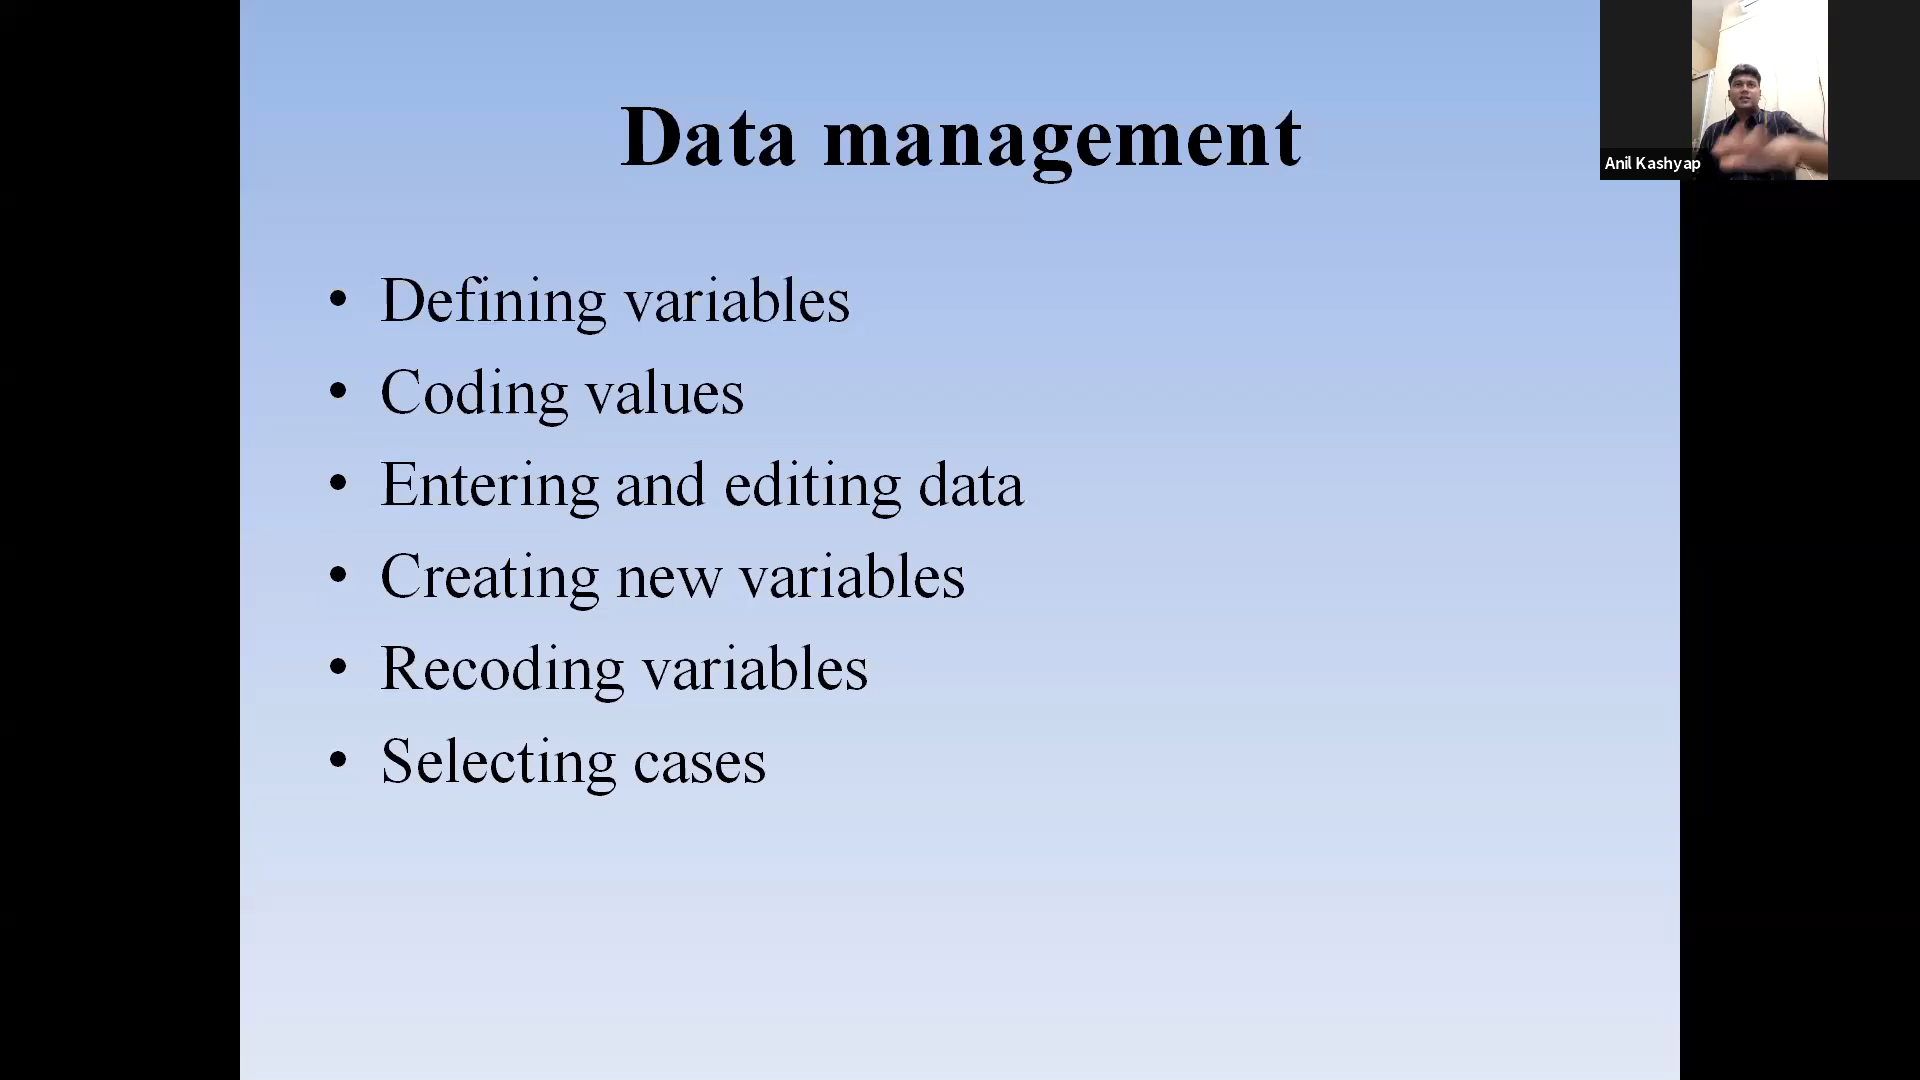 Data management
Anil Kashyap
• Defining variables
• Coding values
• Entering and editing data
• Creating new variables
• Recoding variables
• Selecting cases